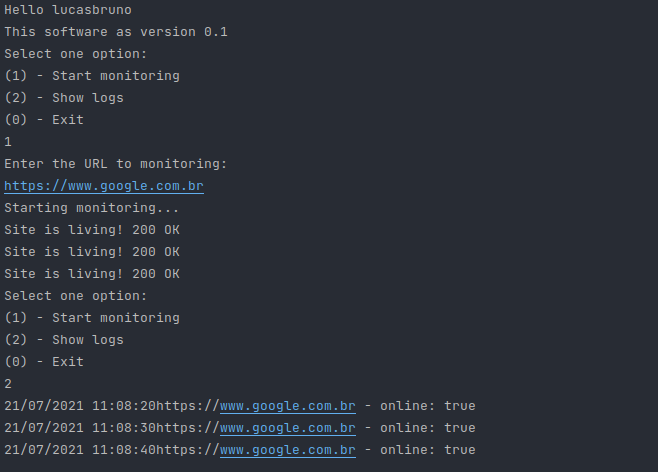 Hello lucasbruno
This software as version 0.1
Select one option:
(1) - Start monitoring
(2) - Show logs
(0) - Exit
1
Enter the URL to monitoring:
https://www.google.com.br
Starting monitoring...
Site is living! 200 OK
Site is living! 200 OK
Site is living! 200 OK
Select one option:
(1) - Start monitoring
(2) - Show logs
(0) - Exit
2
21/07/2021 11:08:20https://www.google.com.br - online: true
21/07/2021 11:08:30https://www.google.com.br - online: true
21/07/2021 11:08:40https://www.google.com.br - online: true